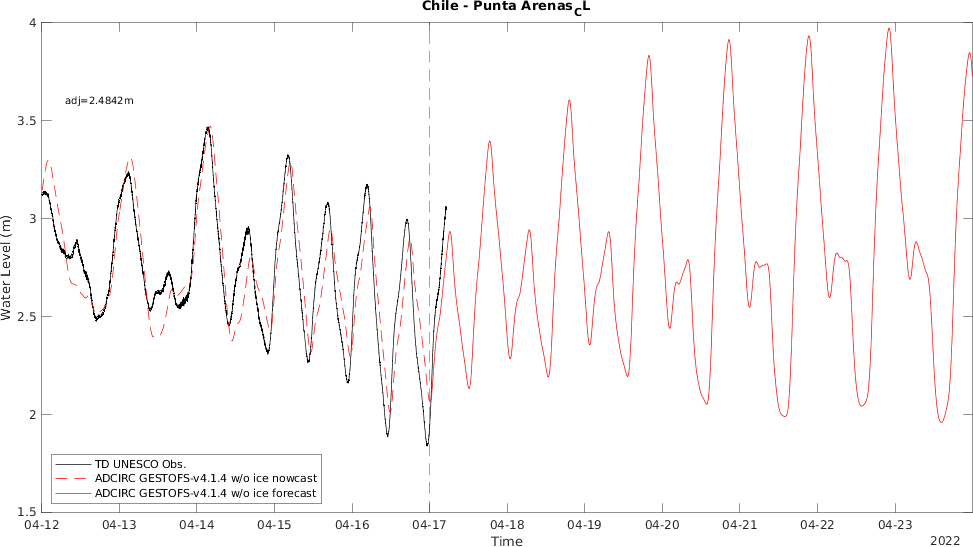 Chile - Punta Arenas_CL
4
adj=2.4842m
3.5
3
Water Level (m)
2.5
2
TD UNESCO Obs.
ADCIRC GESTOFS-v4.1.4 w/o ice nowcast
ADCIRC GESTOFS-v4.1.4 w/o ice forecast
1.5
04-12 04-13 04-14 04-15 04-16 04-17 04-18 04-19 04-20 04-21 04-22 04-23
Time
2022